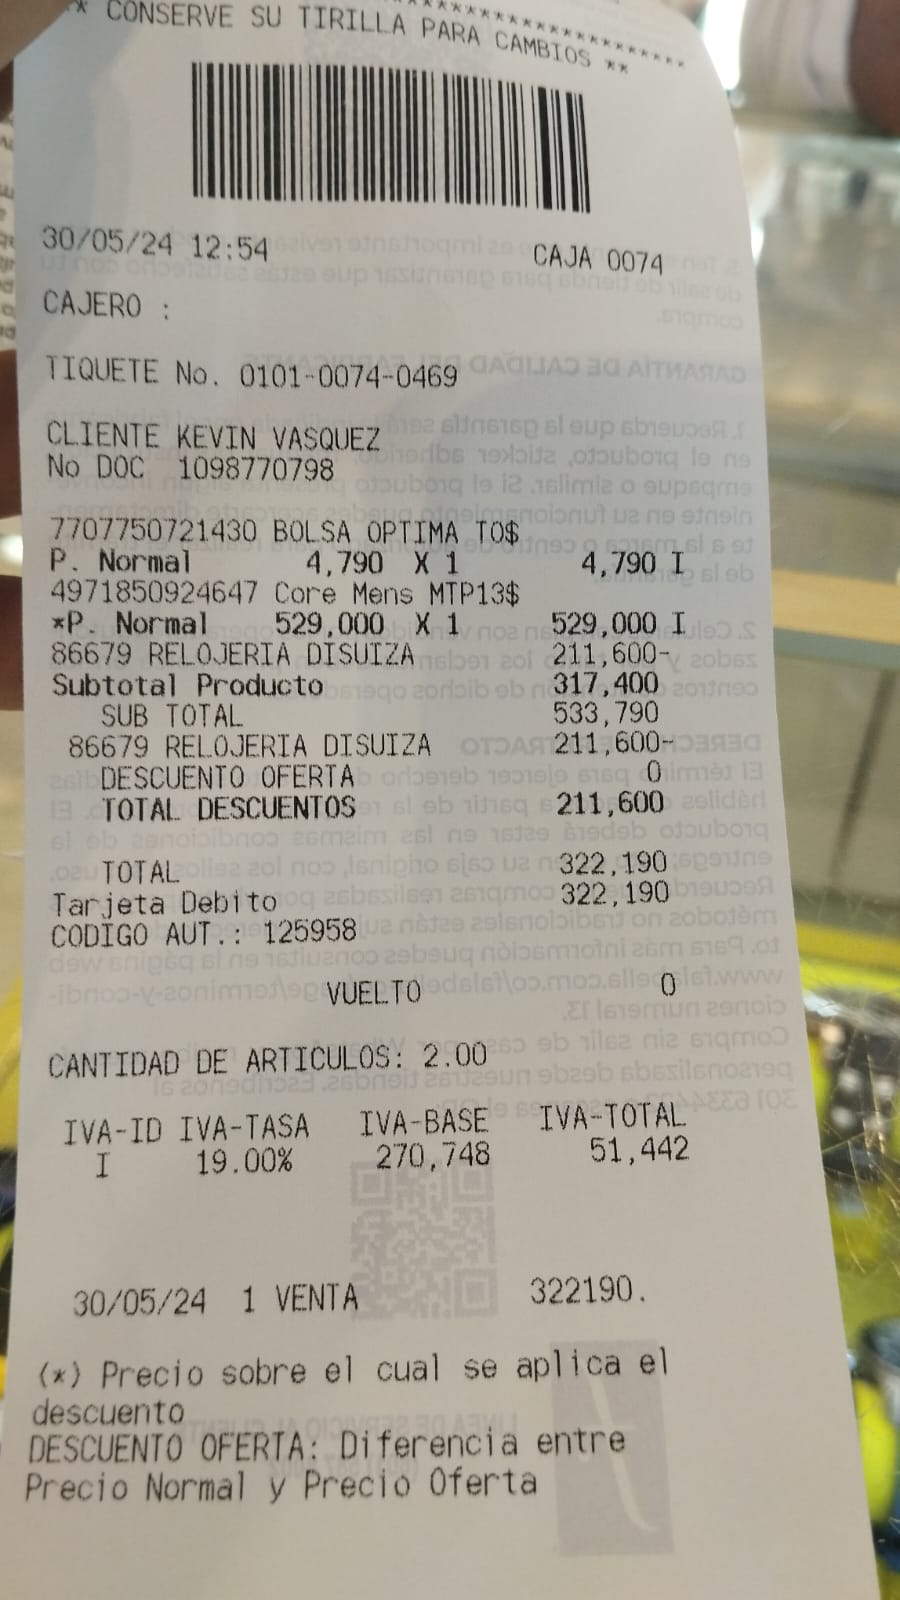 * CONSERVE SU TIRILLA PARA CAMBIOS **
30/05/24 12:54 CAJA 0074
CAJERO :
TIQUETE No. 0101-0074-0469
CLIENTE KEVIN VASQUEZ
No DOC 1098770798
7707750721430 BOLSA OPTIMA TO$
P. Normal 4,790 X 1 4,790 I
4971850924647 Core Mens MTP13$
*P. Normal 529,000 X 1 529,000 I
86679 RELOJERIA DISUIZA 211,600-
Subtotal Producto 317,400
SUB TOTAL 533,790
86679 RELOJERIA DISUIZA 211,600-
DESCUENTO OFERTA 0
TOTAL DESCUENTOS 211,600
TOTAL 322,190
Tarjeta Debito 322,190
CODIGO AUT.: 125958
VUELTO 0
CANTIDAD DE ARTICULOS: 2.00
IVA-ID IVA-TASA IVA-BASE IVA-TOTAL
I 19.00% 270,748 51,442
30/05/24 1 VENTA 322190.
(*) Precio sobre el cual se aplica el
descuento
DESCUENTO OFERTA: Diferencia entre
Precio Normal y Precio Oferta